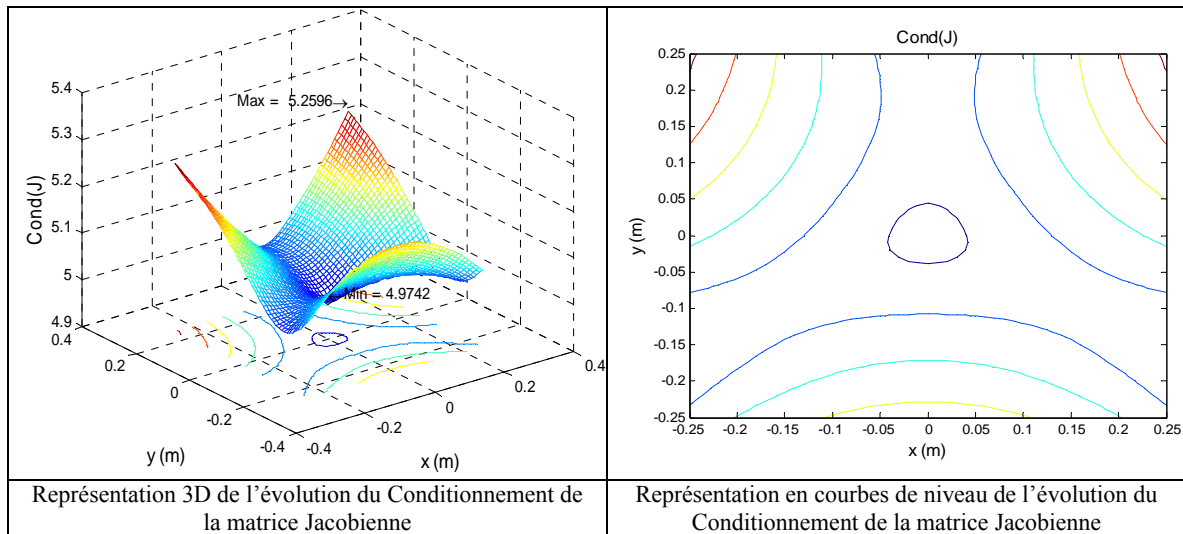 Max = 5.2596→
Min = 4.9742
Cond(J)
5.4
5.3
5.2
5.1
5
4.9
0.4
0.2
0
-0.2
-0.4
y (m)
-0.4
-0.2
0
0.2
0.4
x (m)
Cond(J)
0.25
0.2
0.15
0.1
0.05
0
-0.05
-0.1
-0.15
-0.2
-0.25
y (m)
-0.25 -0.2 -0.15 -0.1 -0.05 0 0.05 0.1 0.15 0.2 0.25
x (m)
Représentation 3D de l’évolution du Conditionnement de
la matrice Jacobienne
Représentation en courbes de niveau de l’évolution du
Conditionnement de la matrice Jacobienne